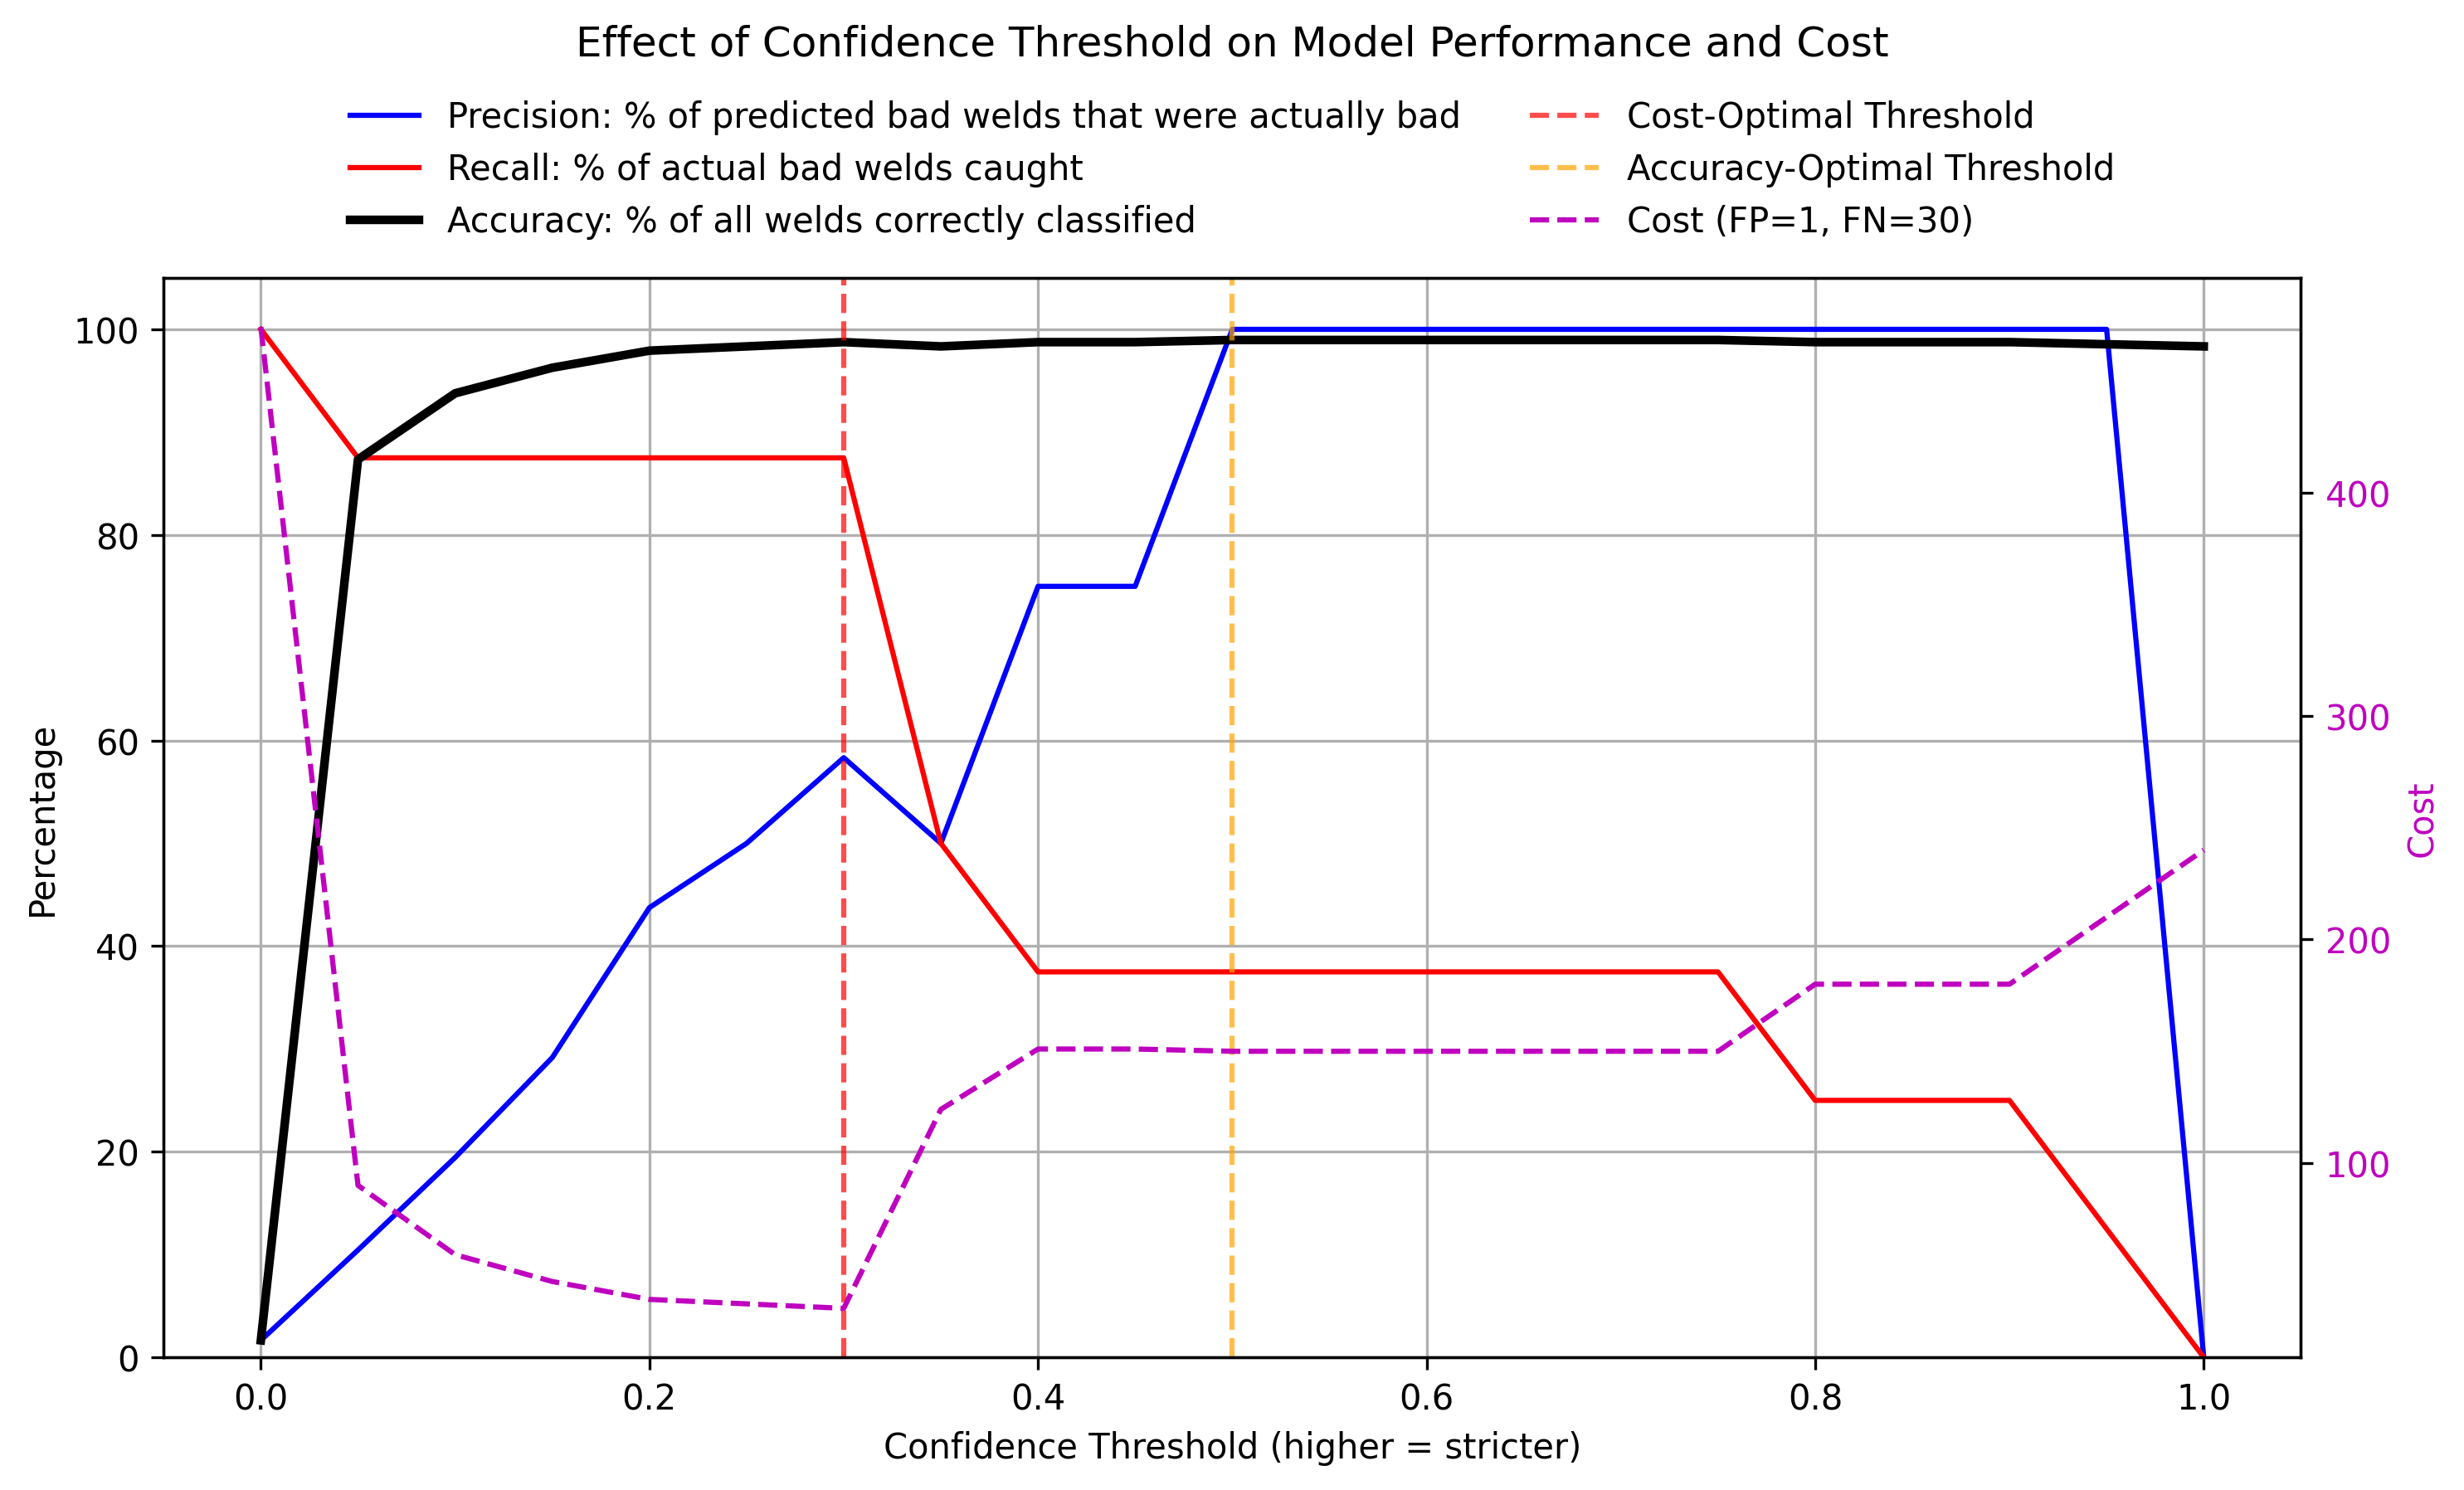 Effect of Confidence Threshold on Model Performance and Cost
Precision: % of predicted bad welds that were actually bad
Recall: % of actual bad welds caught
Accuracy: % of all welds correctly classified
Cost-Optimal Threshold
Accuracy-Optimal Threshold
Cost (FP=1, FN=30)
Percentage
100
80
60
40
20
0
400
300
200
100
Cost
0.0
0.2
0.4
0.6
0.8
1.0
Confidence Threshold (higher = stricter)